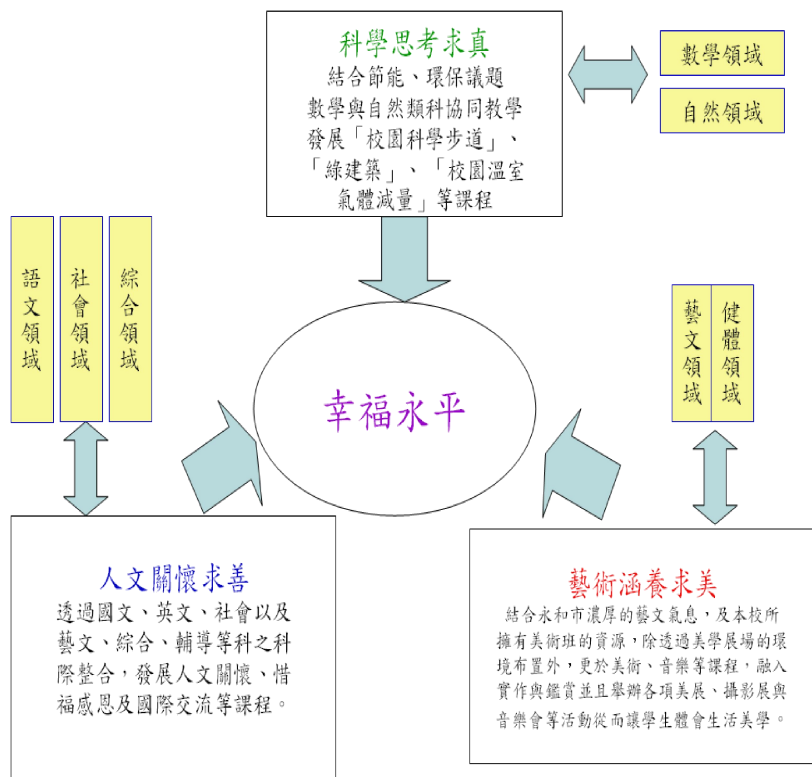 科學思考求真
結合節能、環保議題
數學與自然類科協同教學
發展「校園科學步道」、
「綠建築」、「校園溫室
氣體減量」等課程
數學領域
自然領域
語文領域
社會領域
綜合領域
藝文領域
健體領域
幸福永平
人文關懷求善
透過國文、英文、社會以及
藝文、綜合、輔導等科之科
際整合，發展人文關懷、惜
福感恩及國際交流等課程。
藝術涵養求美
結合永和市濃厚的藝文氣息，及本校所
擁有美術班的資源，除透過美學展場的環
境布置外，更於美術、音樂等課程，融入
實作與鑑賞並且舉辦各項美展、攝影展與
音樂會等活動從而讓學生體會生活美學。